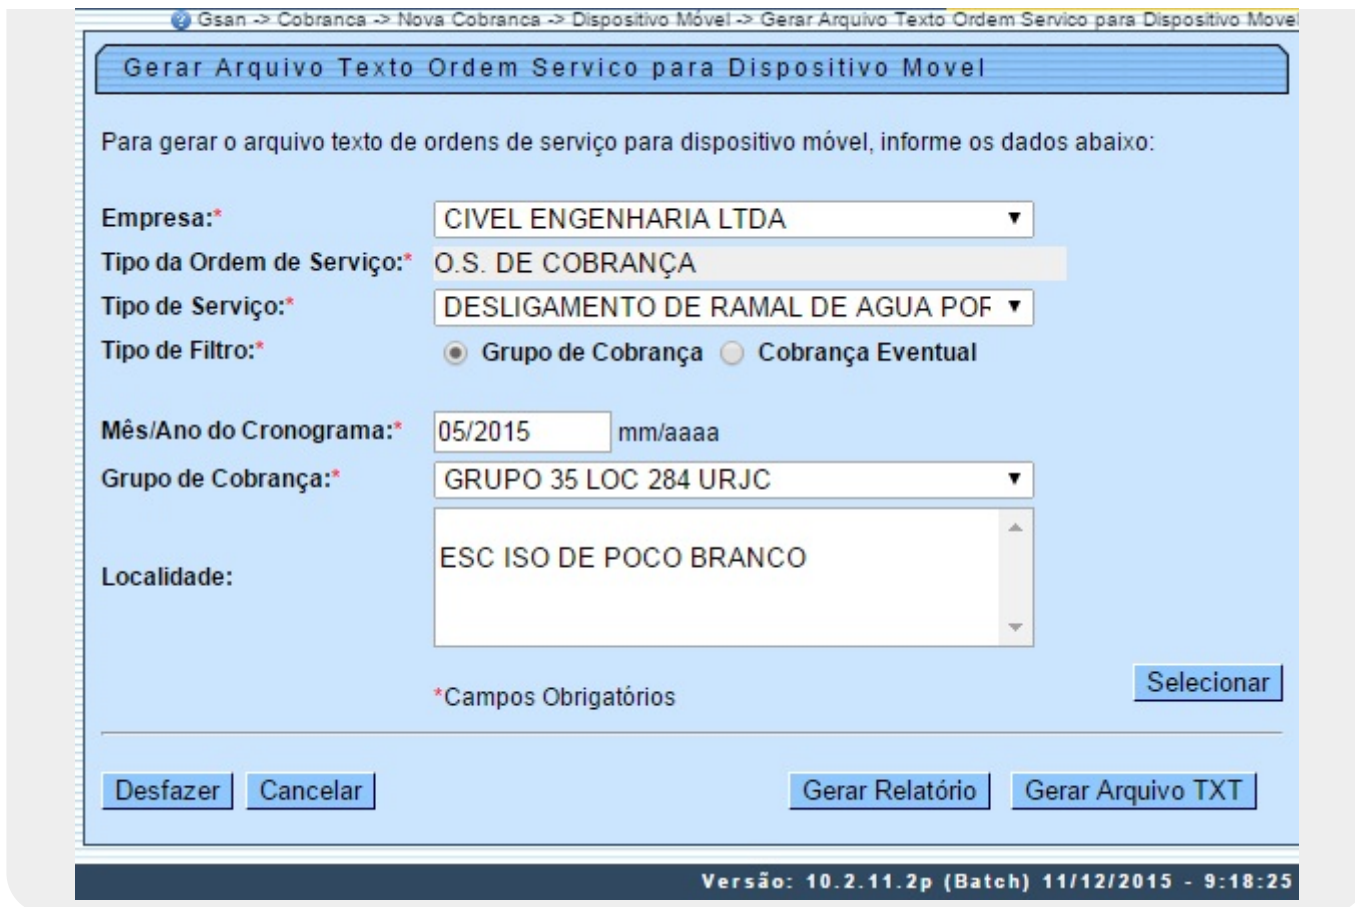 Gsan -> Cobranca -> Nova Cobranca -> Dispositivo Móvel -> Gerar Arquivo Texto Ordem Servico para Dispositivo Movel
Gerar Arquivo Texto Ordem Servico para Dispositivo Movel
Para gerar o arquivo texto de ordens de serviço para dispositivo móvel, informe os dados abaixo:
Empresa:* CIVEL ENGENHARIA LTDA
Tipo da Ordem de Serviço:* O.S. DE COBRANÇA
Tipo de Serviço:* DESLIGAMENTO DE RAMAL DE AGUA POR
Tipo de Filtro:* Grupo de Cobrança Cobrança Eventual
Mês/Ano do Cronograma:* 05/2015 mm/aaaa
Grupo de Cobrança:* GRUPO 35 LOC 284 URJC
Localidade: ESC ISO DE POCO BRANCO
Selecionar
*Campos Obrigatórios
Desfazer Cancelar Gerar Relatório Gerar Arquivo TXT
Versão: 10.2.11.2p (Batch) 11/12/2015 - 9:18:25